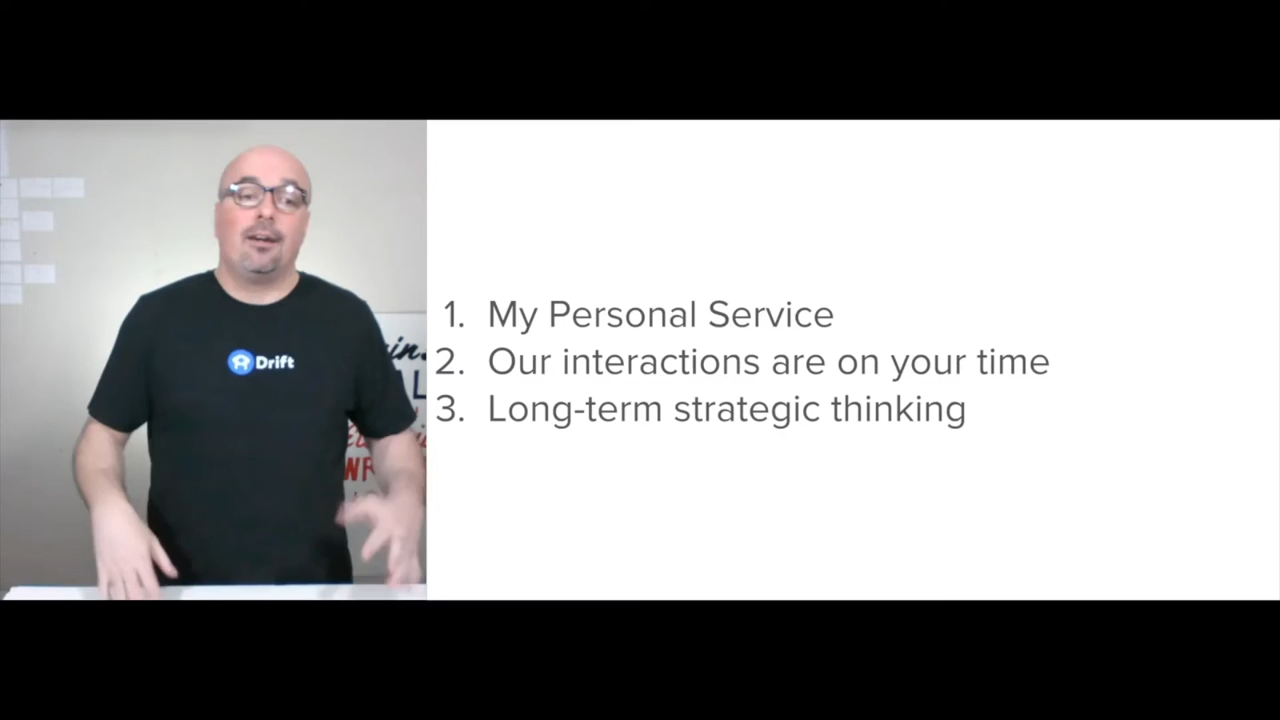 Drift
1. My Personal Service
2. Our interactions are on your time
3. Long-term strategic thinking